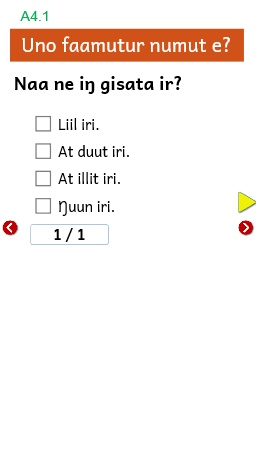 A4.1
Uno faamutur numut e?
Naa ne iŋ gisata ir?
Liil iri.
At duut iri.
At illit iri.
Ŋuun iri.
1 / 1